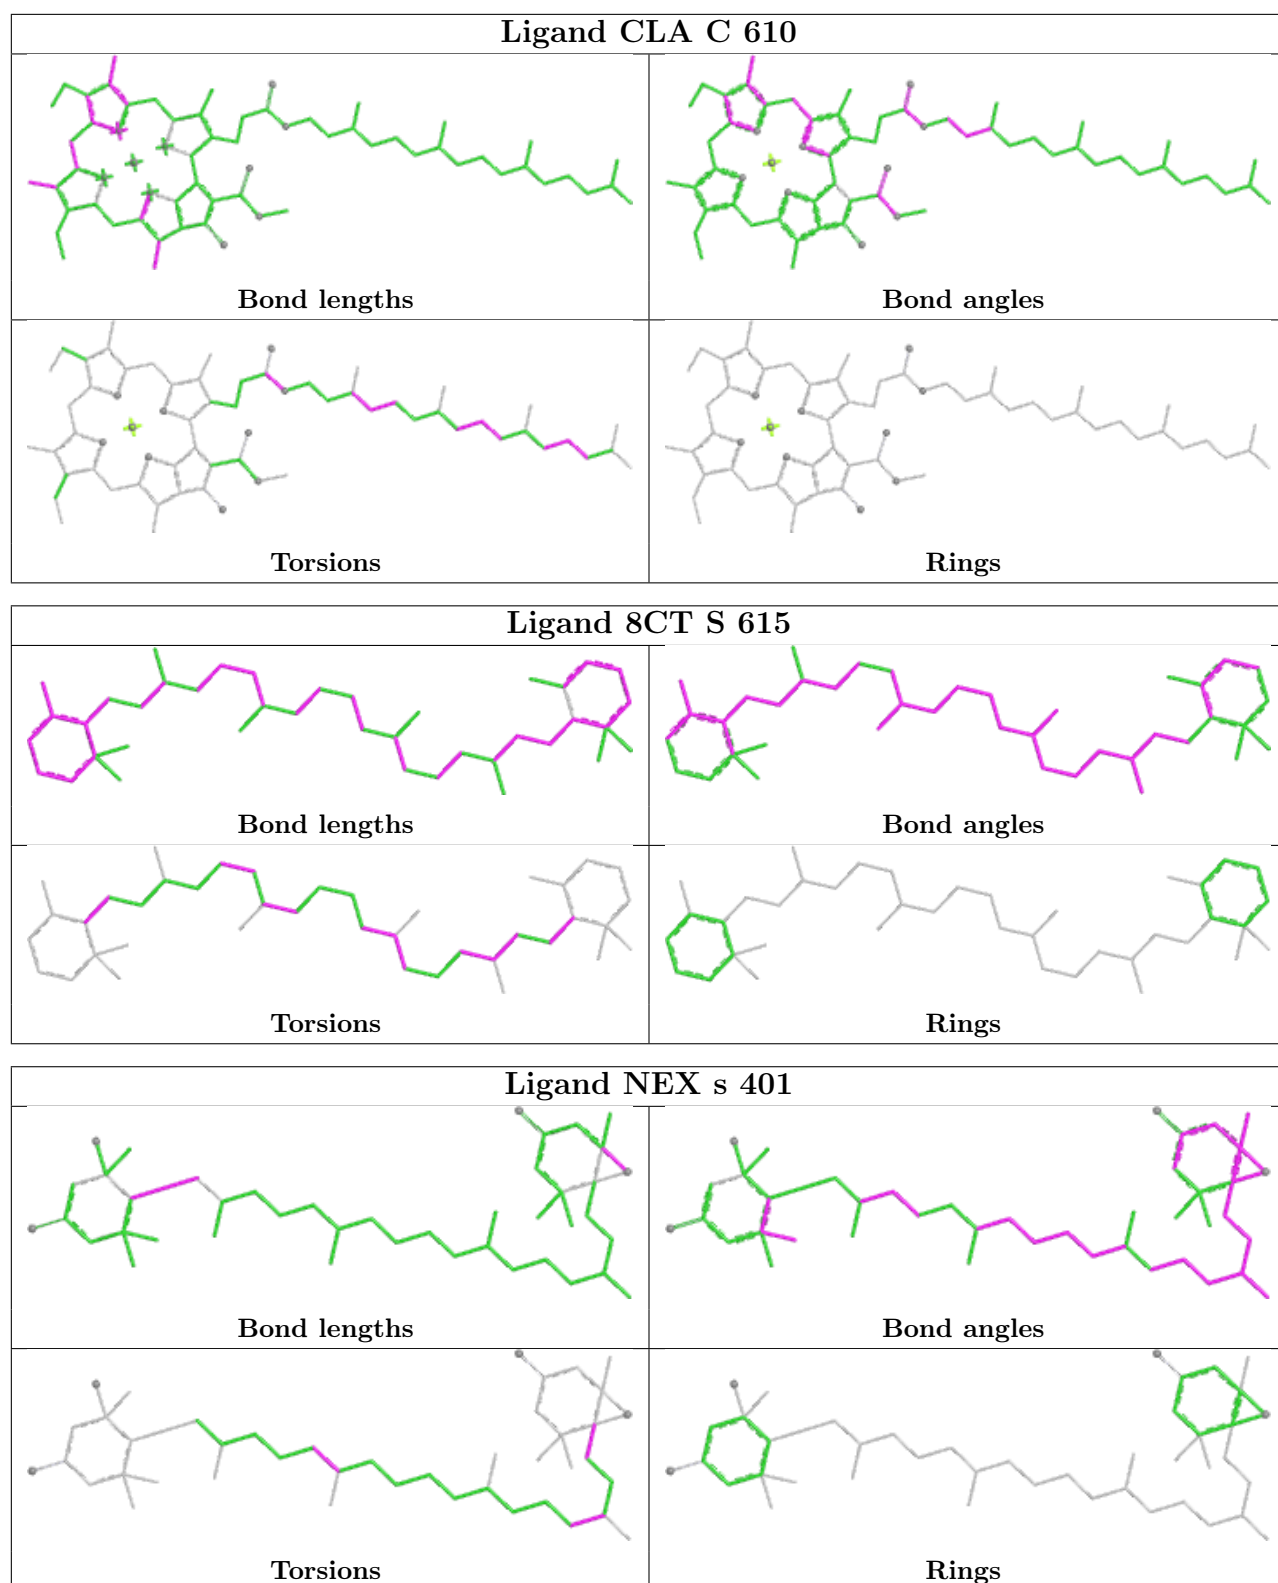 Ligand CLA C 610
Bond lengths
Bond angles
Torsions
Rings
Ligand 8CT S 615
Bond lengths
Bond angles
Torsions
Rings
Ligand NEX s 401
Bond lengths
Bond angles
Torsions
Rings